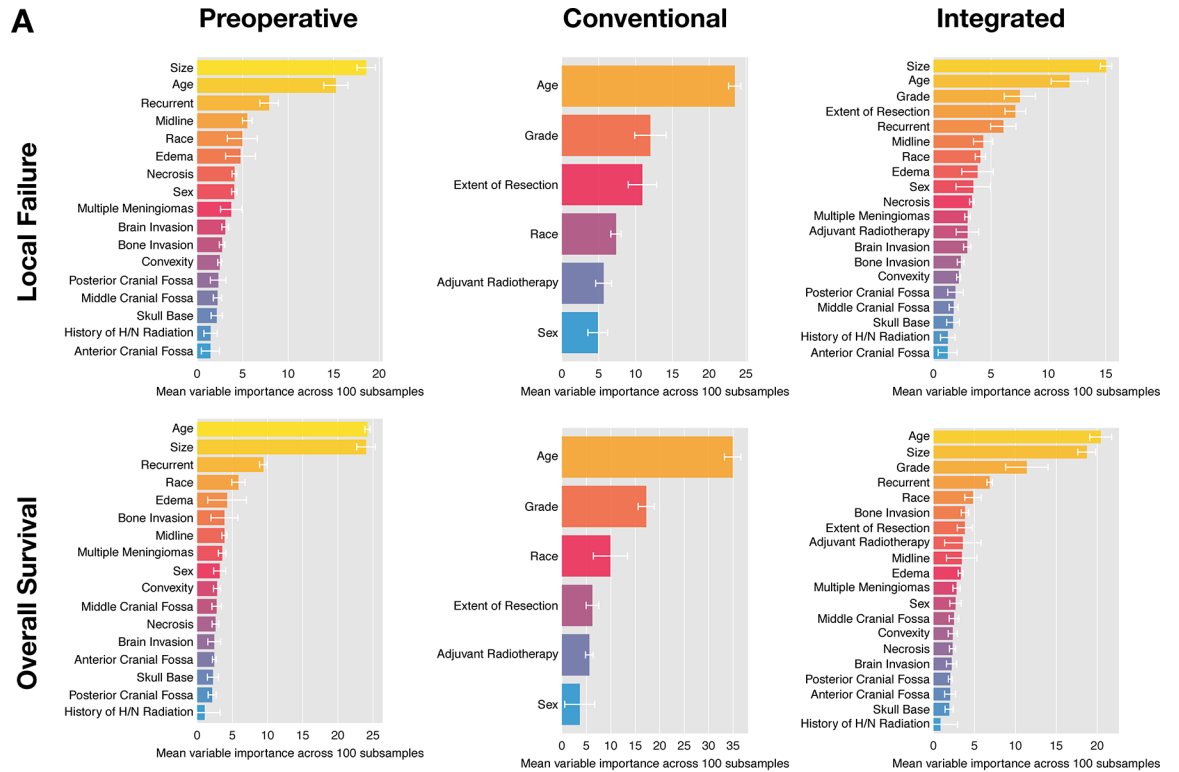 A
Preoperative
Conventional
Integrated
Local Failure
Size
Age
Recurrent
Midline
Race
Edema
Necrosis
Sex
Multiple Meningiomas
Brain Invasion
Bone Invasion
Convexity
Posterior Cranial Fossa
Middle Cranial Fossa
Skull Base
History of H/N Radiation
Anterior Cranial Fossa
0 5 10 15 20
Mean variable importance across 100 subsamples
Age
Grade
Extent of Resection
Race
Adjuvant Radiotherapy
Sex
0 5 10 15 20 25
Mean variable importance across 100 subsamples
Size
Age
Grade
Extent of Resection
Recurrent
Midline
Race
Edema
Sex
Necrosis
Multiple Meningiomas
Adjuvant Radiotherapy
Brain Invasion
Bone Invasion
Convexity
Posterior Cranial Fossa
Middle Cranial Fossa
Skull Base
History of H/N Radiation
Anterior Cranial Fossa
0 5 10 15
Mean variable importance across 100 subsamples
Overall Survival
Age
Size
Recurrent
Race
Edema
Bone Invasion
Midline
Multiple Meningiomas
Sex
Convexity
Middle Cranial Fossa
Necrosis
Brain Invasion
Anterior Cranial Fossa
Skull Base
Posterior Cranial Fossa
History of H/N Radiation
0 5 10 15 20 25
Mean variable importance across 100 subsamples
Age
Grade
Race
Extent of Resection
Adjuvant Radiotherapy
Sex
0 5 10 15 20 25 30 35
Mean variable importance across 100 subsamples
Age
Size
Grade
Recurrent
Race
Bone Invasion
Extent of Resection
Adjuvant Radiotherapy
Midline
Edema
Multiple Meningiomas
Sex
Middle Cranial Fossa
Convexity
Necrosis
Brain Invasion
Posterior Cranial Fossa
Anterior Cranial Fossa
Skull Base
History of H/N Radiation
0 5 10 15 20
Mean variable importance across 100 subsamples